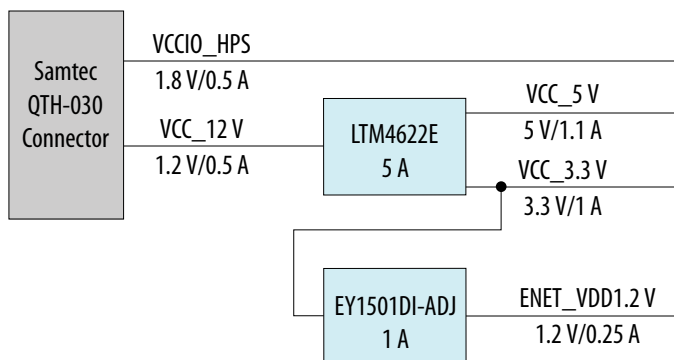 Samtec
QTH-030
Connector
VCCIO_HPS
1.8 V/0.5 A
VCC_12 V
1.2 V/0.5 A
LTM4622E
5 A
VCC_5 V
5 V/1.1 A
VCC_3.3 V
3.3 V/1 A
EY1501DI-ADJ
1 A
ENET_VDD1.2 V
1.2 V/0.25 A